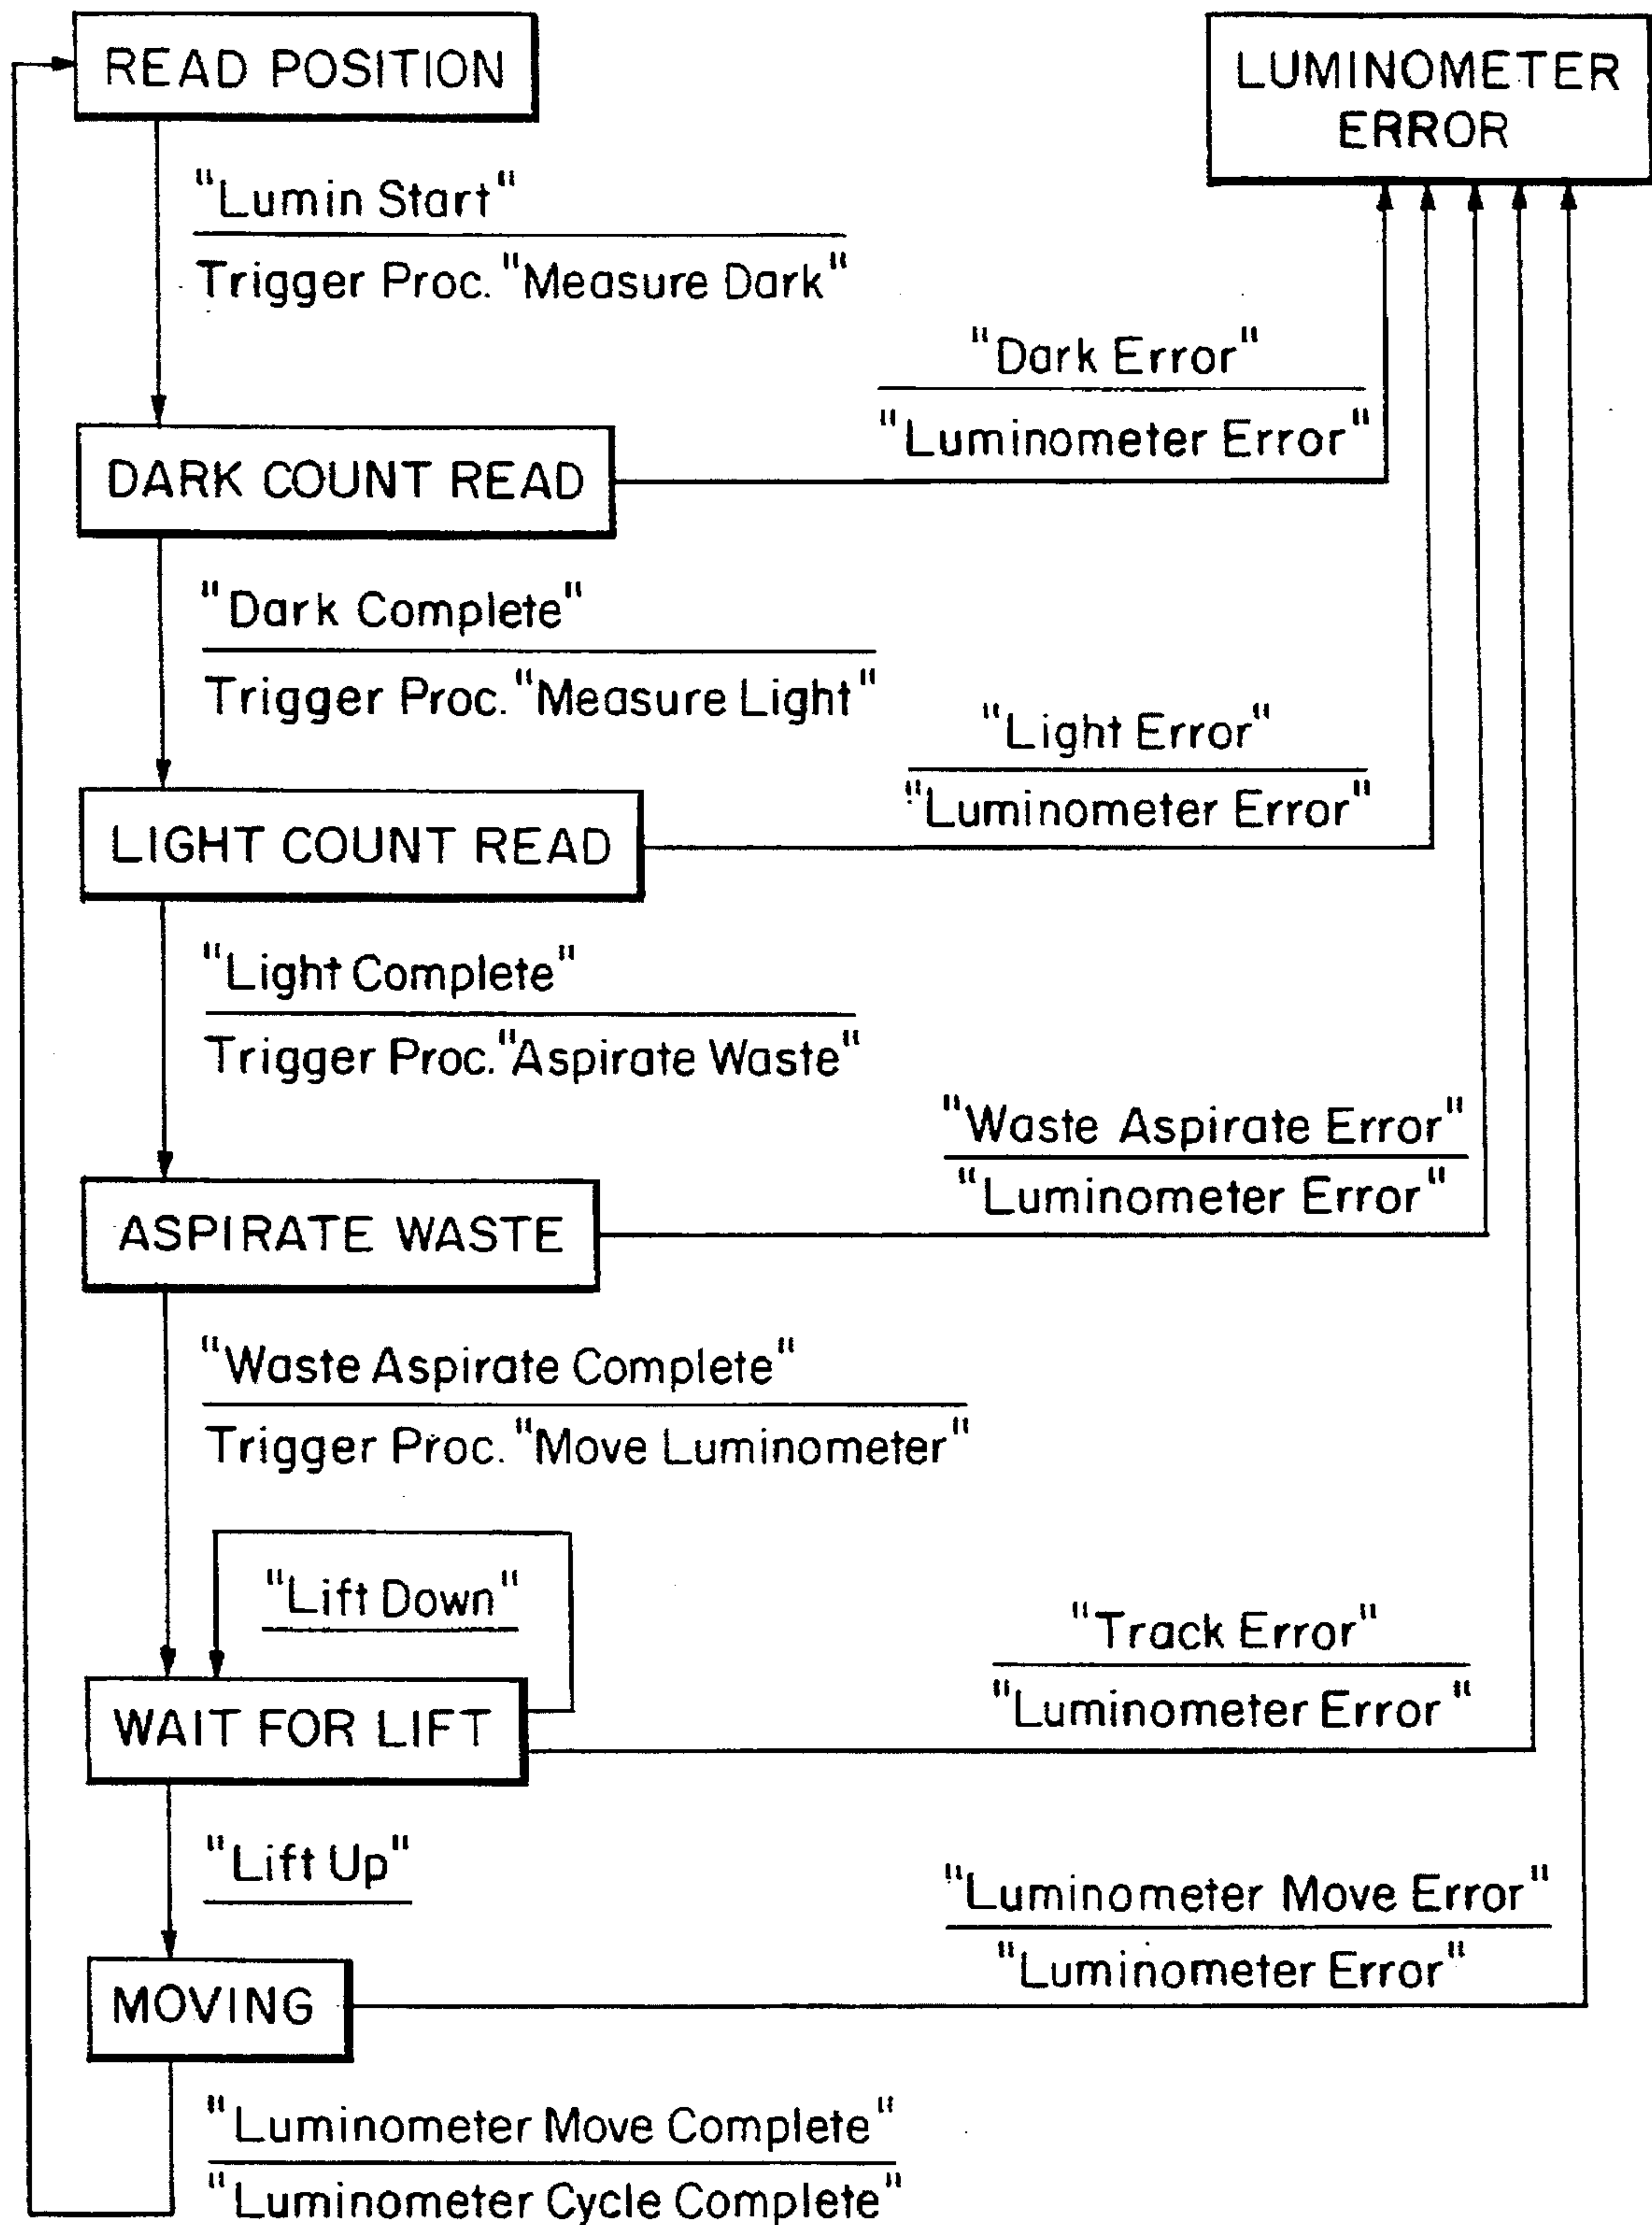 READ POSITION
LUMINOMETER
ERROR
"Lumin Start"
Trigger Proc. "Measure Dark"
"Dark Error"
"Luminometer Error"
DARK COUNT READ
"Dark Complete"
Trigger Proc. "Measure Light"
"Light Error"
"Luminometer Error"
LIGHT COUNT READ
"Light Complete"
Trigger Proc. "Aspirate Waste"
"Waste Aspirate Error"
"Luminometer Error"
ASPIRATE WASTE
"Waste Aspirate Complete"
Trigger Proc. "Move Luminometer"
"Lift Down"
"Track Error"
"Luminometer Error"
WAIT FOR LIFT
"Lift Up"
"Luminometer Move Error"
"Luminometer Error"
MOVING
"Luminometer Move Complete"
"Luminometer Cycle Complete"